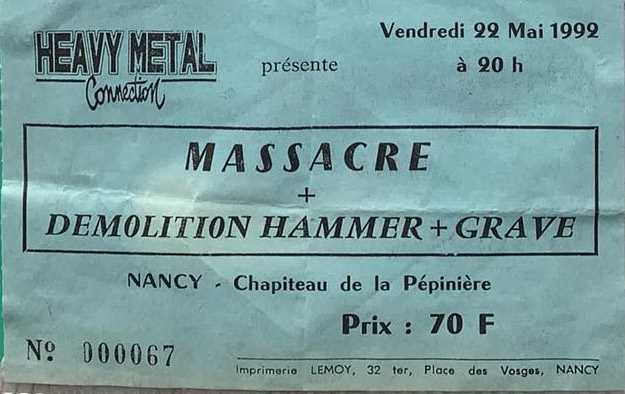 HEAVY METAL
Connection
présente
Vendredi 22 Mai 1992
à 20 h
MASSACRE
+
DEMOLITION HAMMER + GRAVE
NANCY - Chapiteau de la Pépinière
Prix : 70 F
Nº 000067
Imprimerie LEMOY, 32 ter, Place des Vosges, NANCY